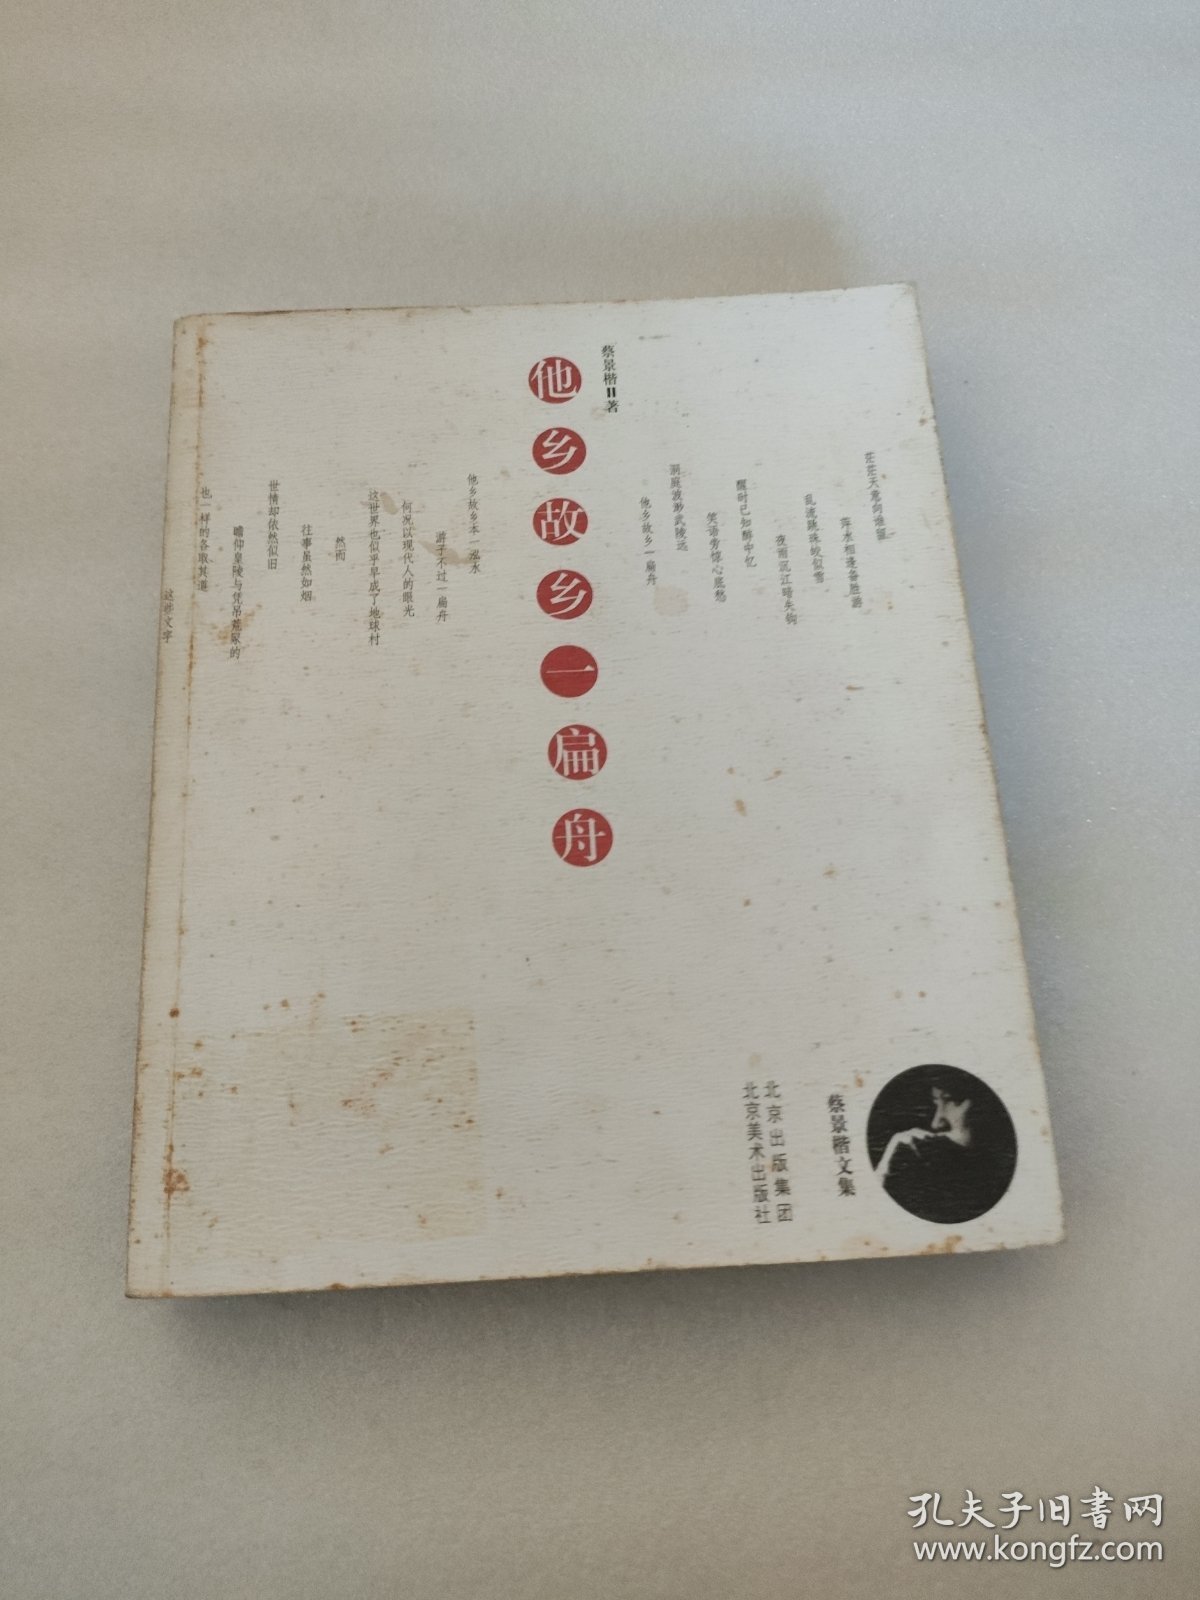 茫茫天意向谁留
萍水相逢备胜游
乱流跳珠皎似雪
夜雨沉江暗失钩
醒时已知醉中忆
笑语旁惊心底愁
洞庭波渺武陵远
他乡故乡一扁舟
蔡景楷 著
他乡故乡一扁舟
他乡故乡本一泓水
游子不过一扁舟
何况以现代人的眼光
这世界也似乎早成了地球村
然而
往事虽然如烟
世情却依然似旧
瞻仰皇陵与凭吊荒冢的
也一样的各取其道
这些文字
蔡景楷文集
北京出版集团
北京美术出版社
孔夫子旧书网
www.kongfz.com